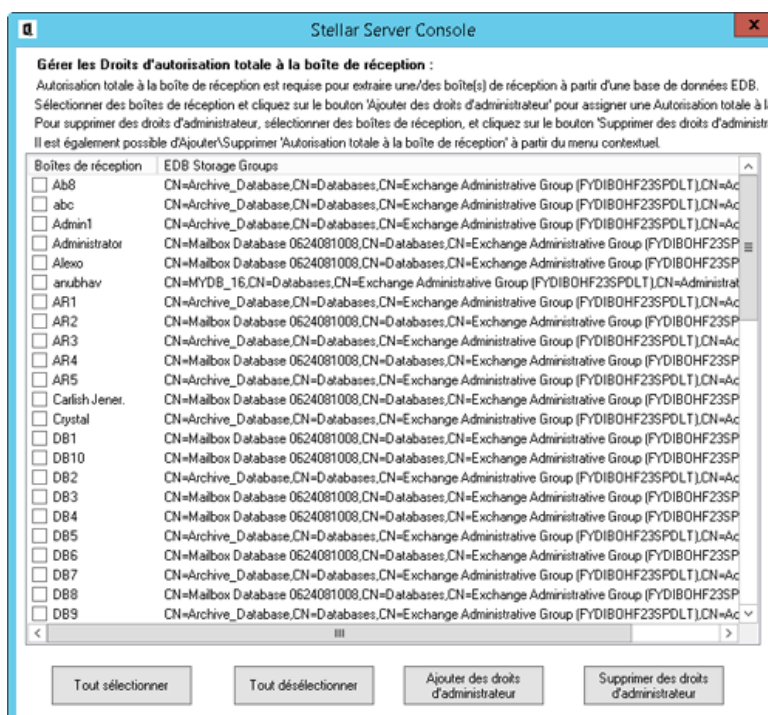 Stellar Server Console
x
Gérer les Droits d'autorisation totale à la boîte de réception :
Autorisation totale à la boîte de réception est requise pour extraire une/des boîte(s) de réception à partir d'une base de données EDB.
Sélectionner des boîtes de réception et cliquez sur le bouton 'Ajouter des droits d'administrateur' pour assigner une Autorisation totale à la
Pour supprimer des droits d'administrateur, sélectionner des boîtes de réception, et cliquez sur le bouton 'Supprimer des droits d'administr
Il est également possible d'Ajouter\Supprimer 'Autorisation totale à la boîte de réception' à partir du menu contextuel.
Boîtes de réception EDB Storage Groups
Ab8 CN=Archive_Database,CN=Databases,CN=Exchange Administrative Group (FYDIBOHF23SPDLT),CN=Ac
abc CN=Archive_Database,CN=Databases,CN=Exchange Administrative Group (FYDIBOHF23SPDLT),CN=Ac
Admin1 CN=Archive_Database,CN=Databases,CN=Exchange Administrative Group (FYDIBOHF23SPDLT),CN=Ac
Administrator CN=Mailbox Database 0624081008,CN=Databases,CN=Exchange Administrative Group (FYDIBOHF23SP
Alexo CN=Mailbox Database 0624081008,CN=Databases,CN=Exchange Administrative Group (FYDIBOHF23SP
anubhav CN=MYDB_16,CN=Databases,CN=Exchange Administrative Group (FYDIBOHF23SPDLT),CN=Administrat
AR1 CN=Archive_Database,CN=Databases,CN=Exchange Administrative Group (FYDIBOHF23SPDLT),CN=Ac
AR2 CN=Mailbox Database 0624081008,CN=Databases,CN=Exchange Administrative Group (FYDIBOHF23SP
AR3 CN=Archive_Database,CN=Databases,CN=Exchange Administrative Group (FYDIBOHF23SPDLT),CN=Ac
AR4 CN=Mailbox Database 0624081008,CN=Databases,CN=Exchange Administrative Group (FYDIBOHF23SP
AR5 CN=Archive_Database,CN=Databases,CN=Exchange Administrative Group (FYDIBOHF23SPDLT),CN=Ac
Carlish Jener. CN=Mailbox Database 0624081008,CN=Databases,CN=Exchange Administrative Group (FYDIBOHF23SP
Crystal CN=Archive_Database,CN=Databases,CN=Exchange Administrative Group (FYDIBOHF23SPDLT),CN=Ac
DB1 CN=Mailbox Database 0624081008,CN=Databases,CN=Exchange Administrative Group (FYDIBOHF23SP
DB10 CN=Mailbox Database 0624081008,CN=Databases,CN=Exchange Administrative Group (FYDIBOHF23SP
DB2 CN=Archive_Database,CN=Databases,CN=Exchange Administrative Group (FYDIBOHF23SPDLT),CN=Ac
DB3 CN=Mailbox Database 0624081008,CN=Databases,CN=Exchange Administrative Group (FYDIBOHF23SP
DB4 CN=Mailbox Database 0624081008,CN=Databases,CN=Exchange Administrative Group (FYDIBOHF23SP
DB5 CN=Archive_Database,CN=Databases,CN=Exchange Administrative Group (FYDIBOHF23SPDLT),CN=Ac
DB6 CN=Mailbox Database 0624081008,CN=Databases,CN=Exchange Administrative Group (FYDIBOHF23SP
DB7 CN=Archive_Database,CN=Databases,CN=Exchange Administrative Group (FYDIBOHF23SPDLT),CN=Ac
DB8 CN=Mailbox Database 0624081008,CN=Databases,CN=Exchange Administrative Group (FYDIBOHF23SP
DB9 CN=Archive_Database,CN=Databases,CN=Exchange Administrative Group (FYDIBOHF23SPDLT),CN=Ac
Tout sélectionner
Tout désélectionner
Ajouter des droits
d'administrateur
Supprimer des droits
d'administrateur